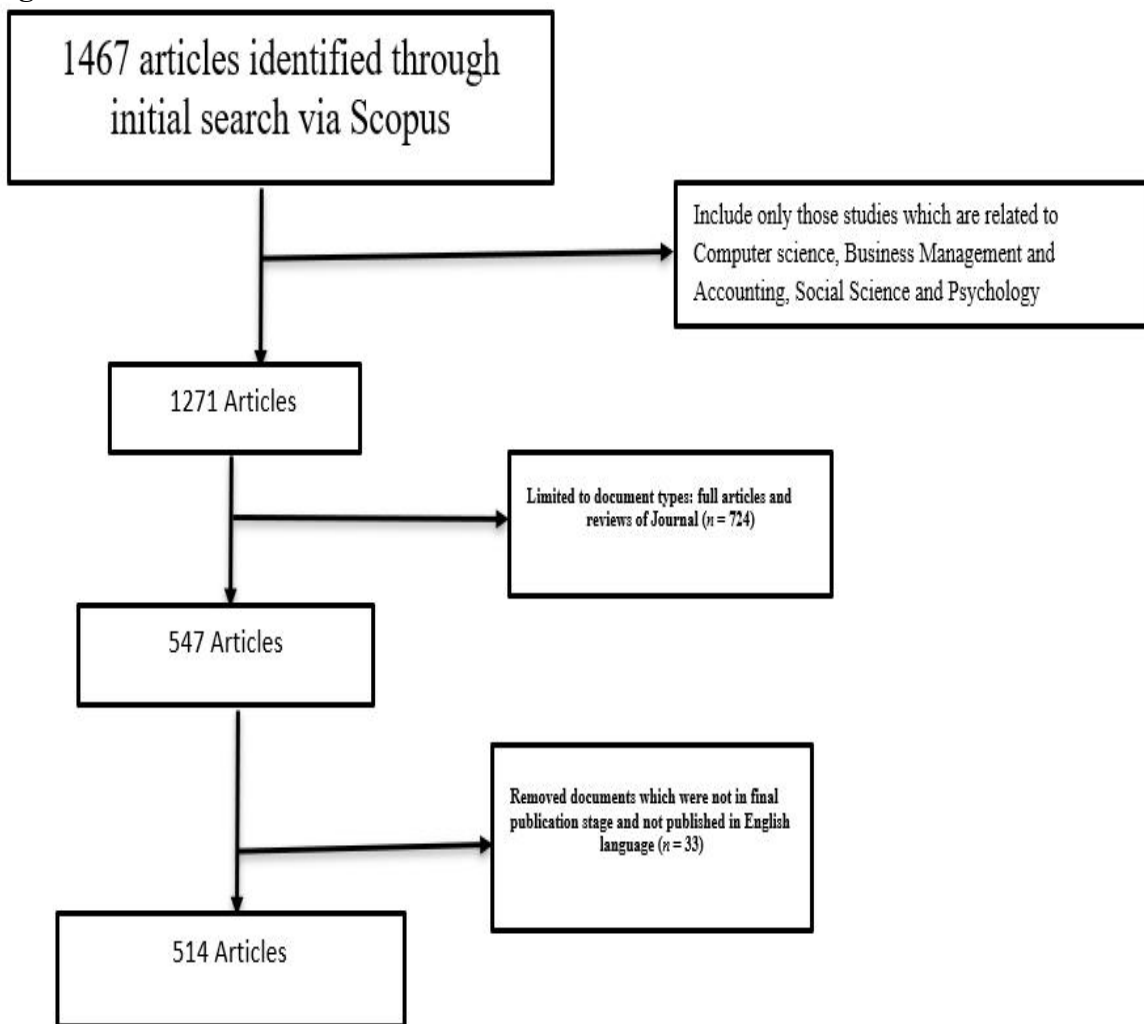 1467 articles identified through
initial search via Scopus
Include only those studies which are related to
Computer science, Business Management and
Accounting, Social Science and Psychology
1271 Articles
Limited to document types: full articles and
reviews of Journal (n = 724)
547 Articles
Removed documents which were not in final
publication stage and not published in English
language (n = 33)
514 Articles